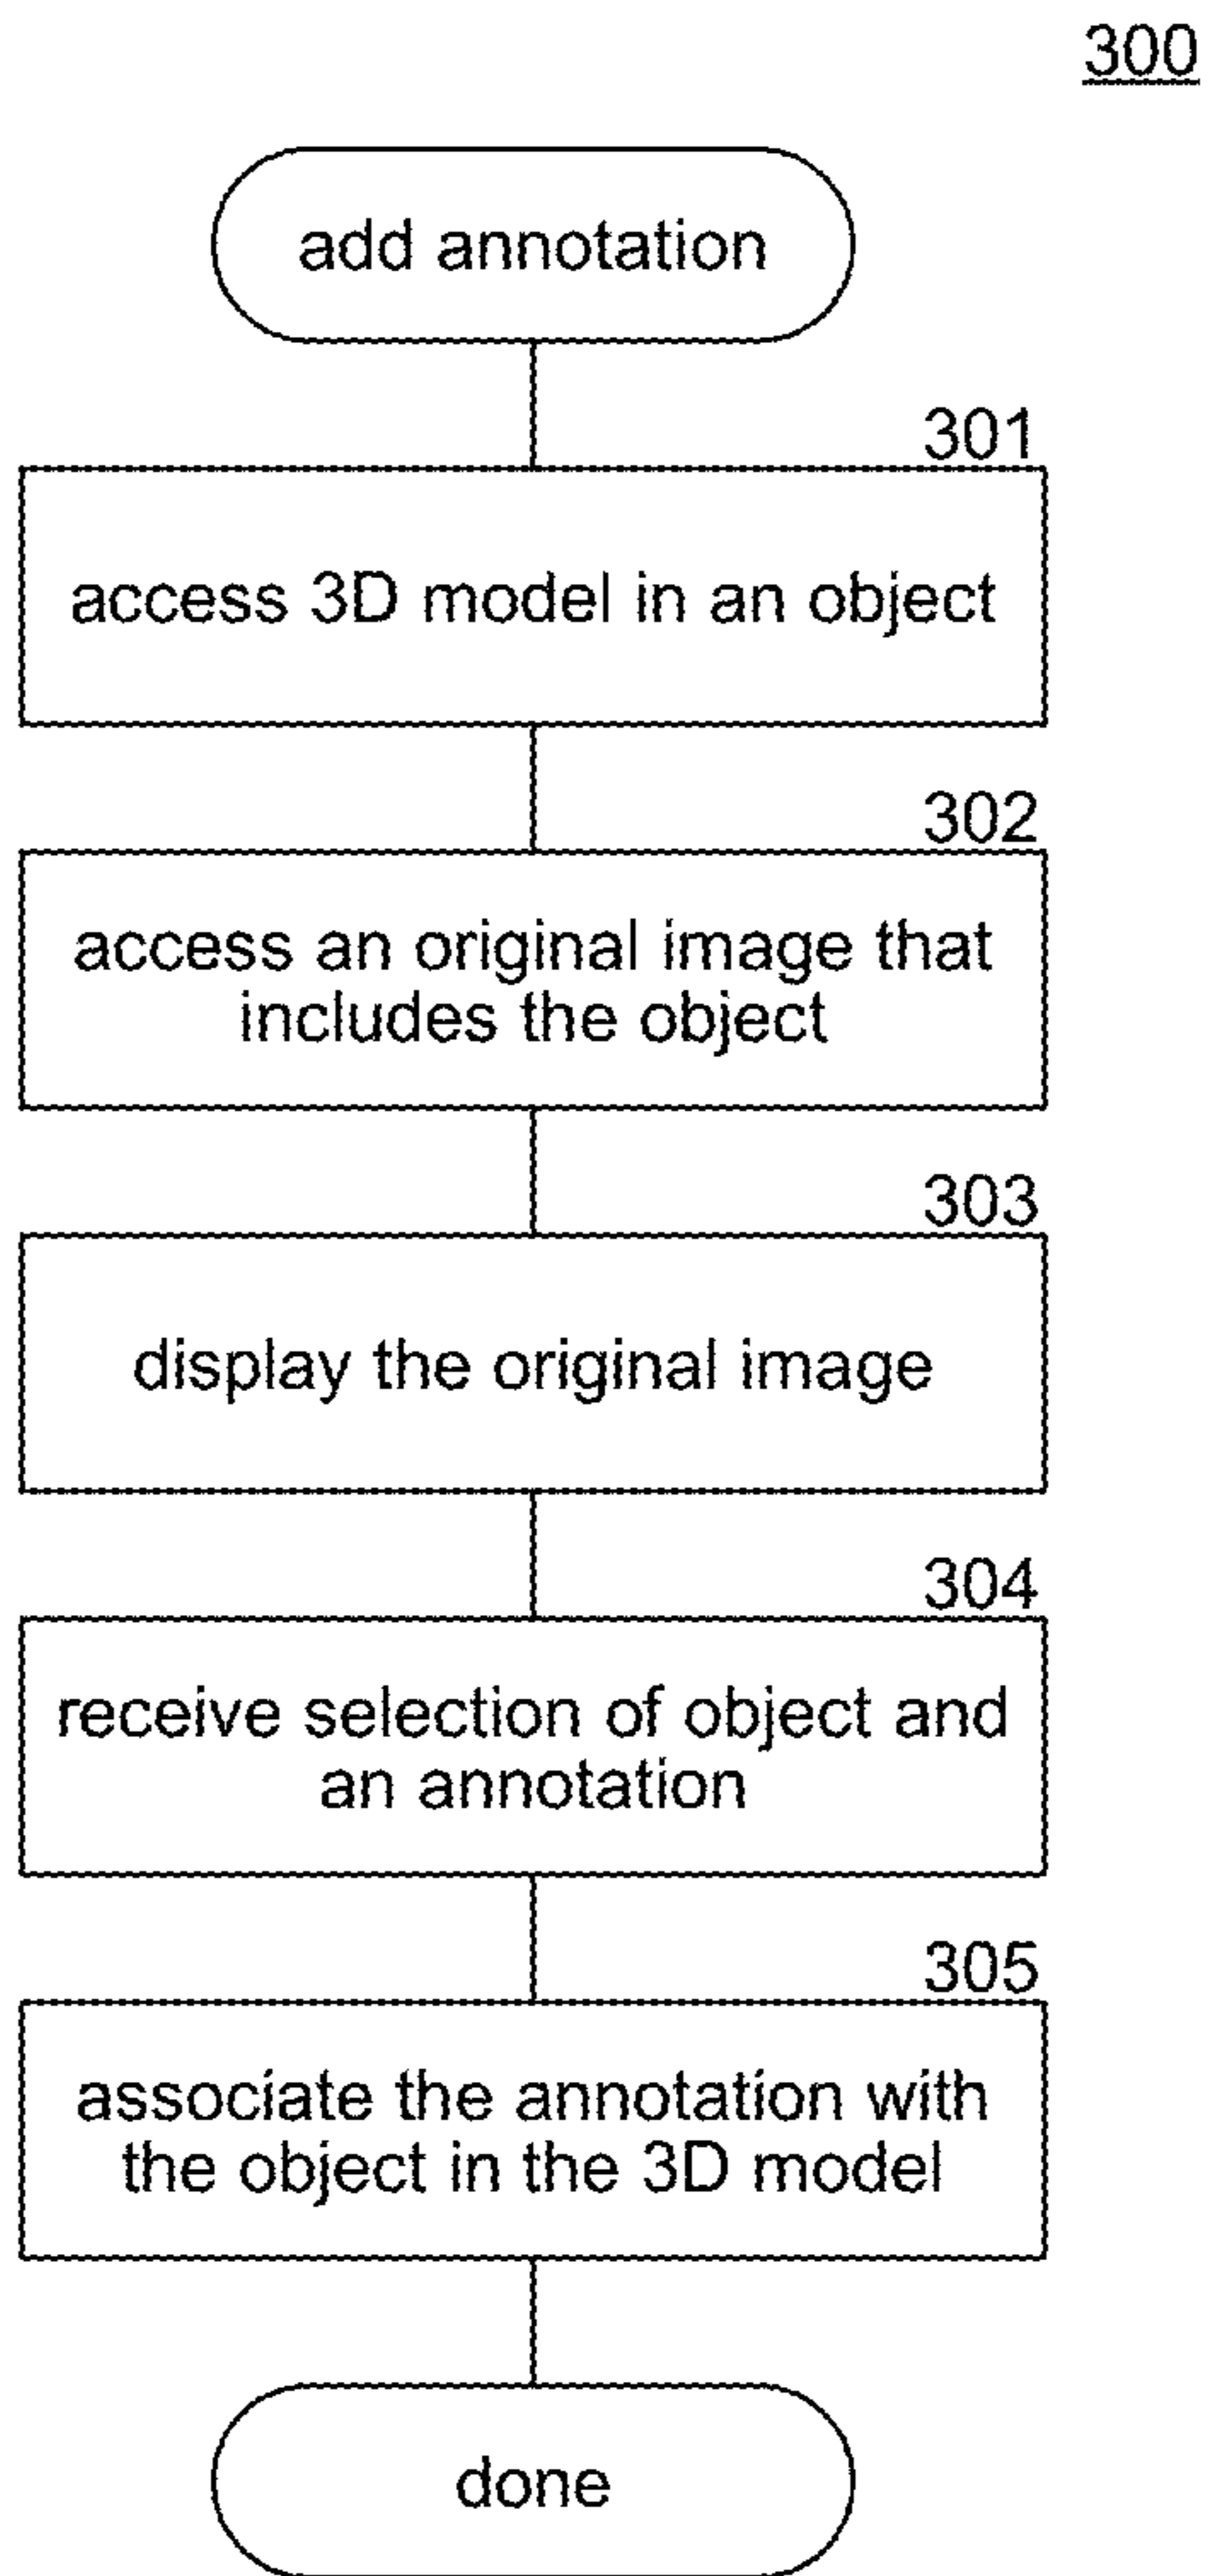 300
add annotation
301
access 3D model in an object
302
access an original image that
includes the object
303
display the original image
304
receive selection of object and
an annotation
305
associate the annotation with
the object in the 3D model
done